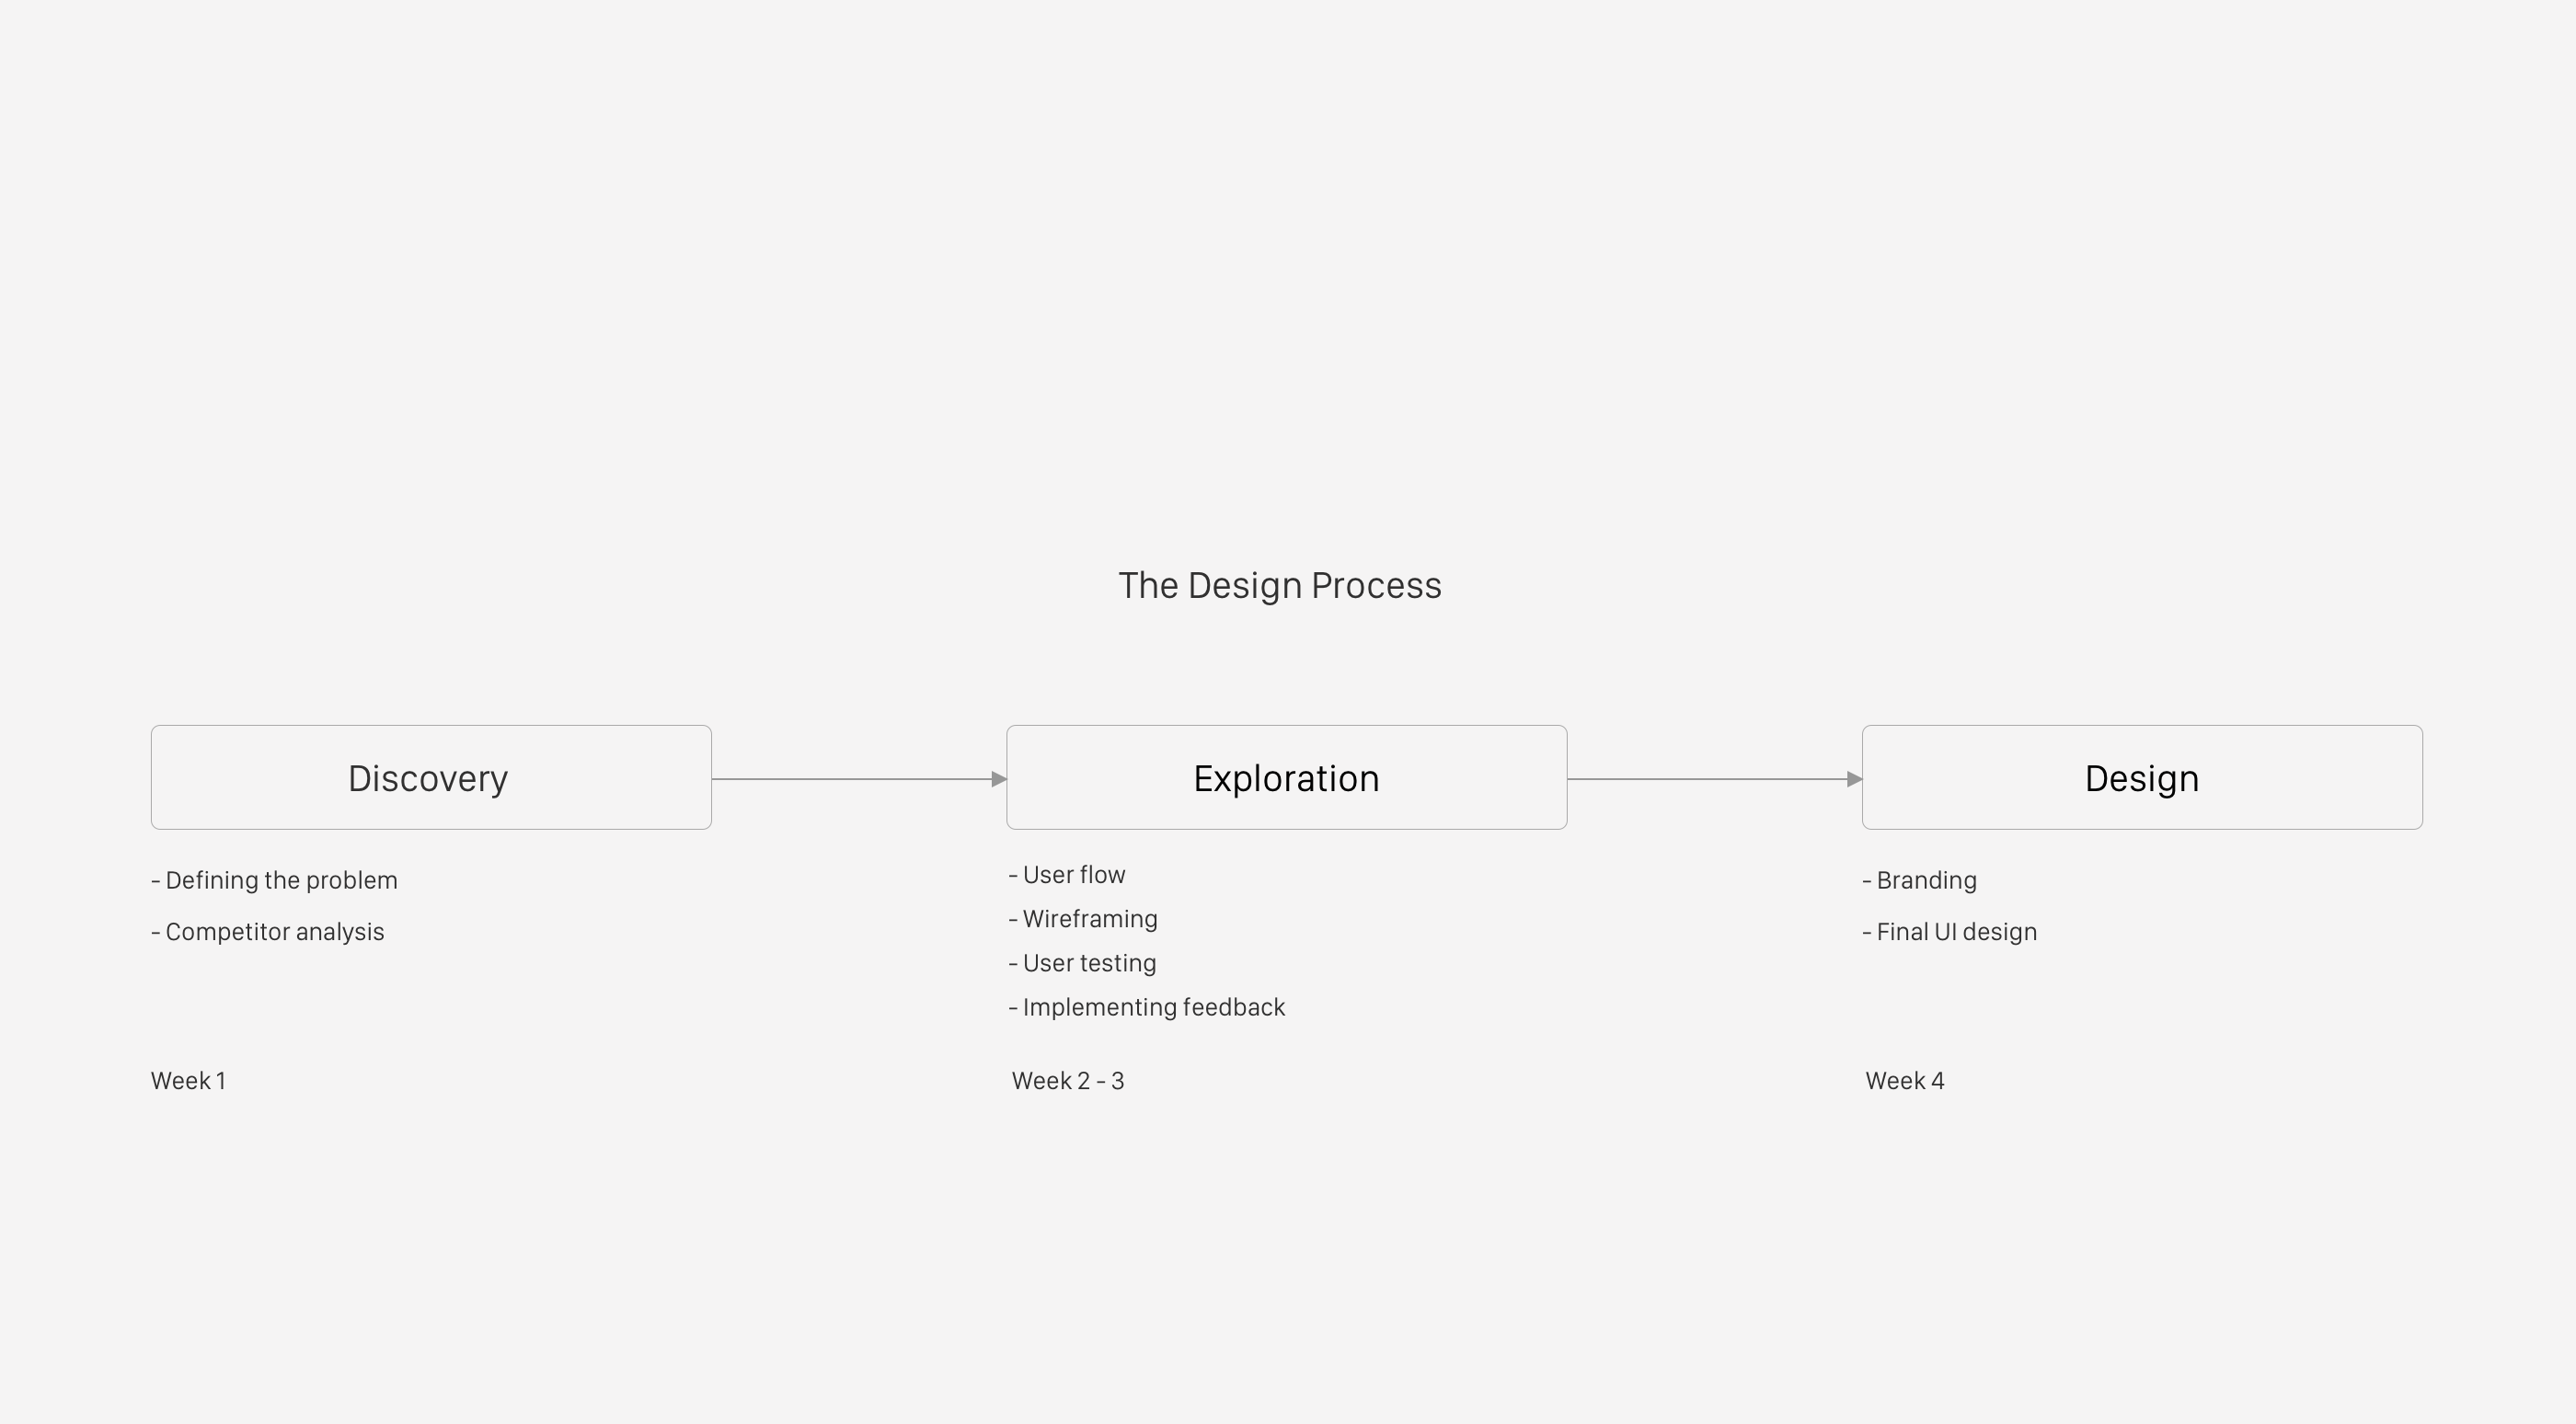 The Design Process
Discovery
- Defining the problem
- Competitor analysis
Week 1
Exploration
- User flow
- Wireframing
- User testing
- Implementing feedback
Week 2 - 3
Design
- Branding
- Final UI design
Week 4